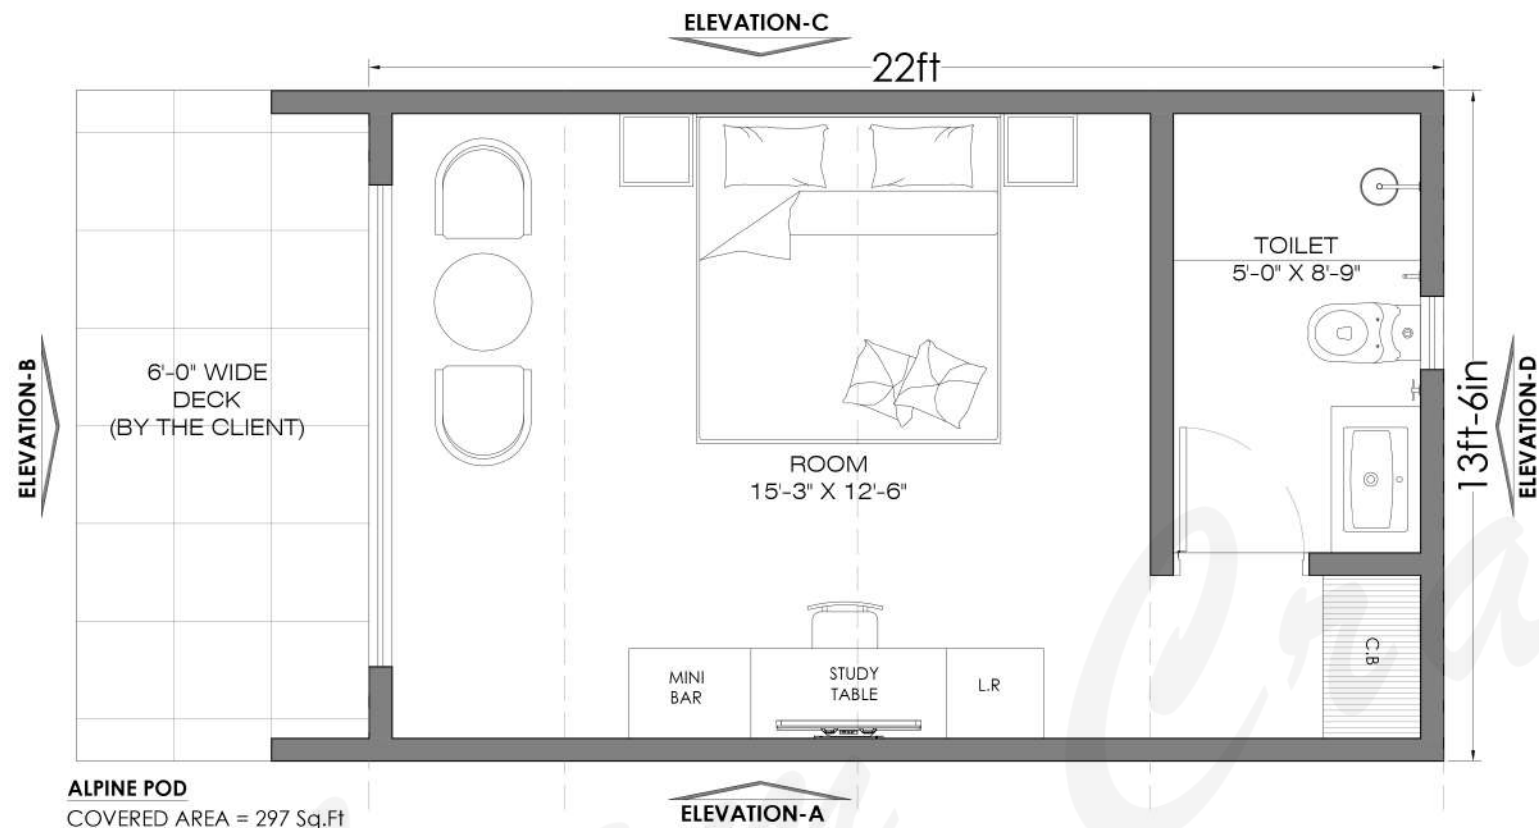 ELEVATION-C
22ft
TOILET
5'-0" X 8'-9"
ELEVATION-B
6'-0" WIDE
DECK
(BY THE CLIENT)
13ft-6in
ELEVATION-D
ROOM
15'-3" X 12'-6"
MINI
BAR
STUDY
TABLE
L.R
C.B
ALPINE POD
COVERED AREA = 297 Sq.Ft
ELEVATION-A